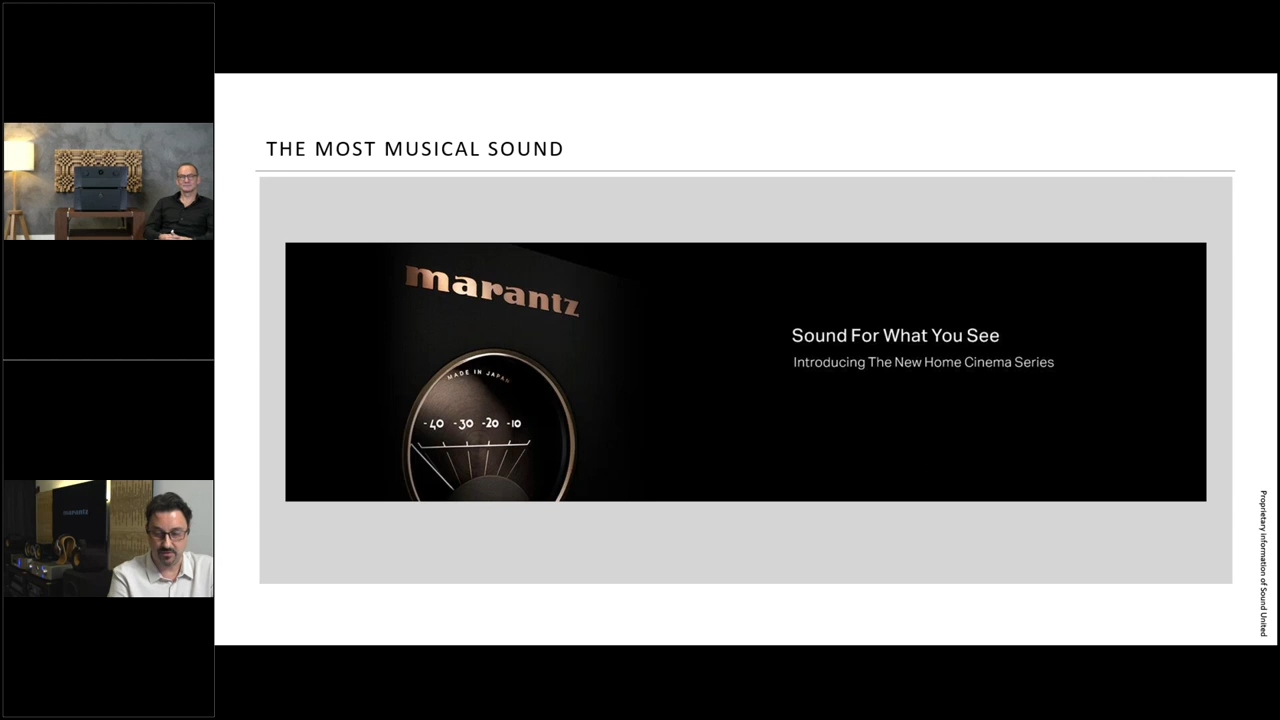 THE MOST MUSICAL SOUND
marantz
MADE IN JAPAN
-40 -30 -20 -10
Sound For What You See
Introducing The New Home Cinema Series
marantz
Proprietary information of Sound United